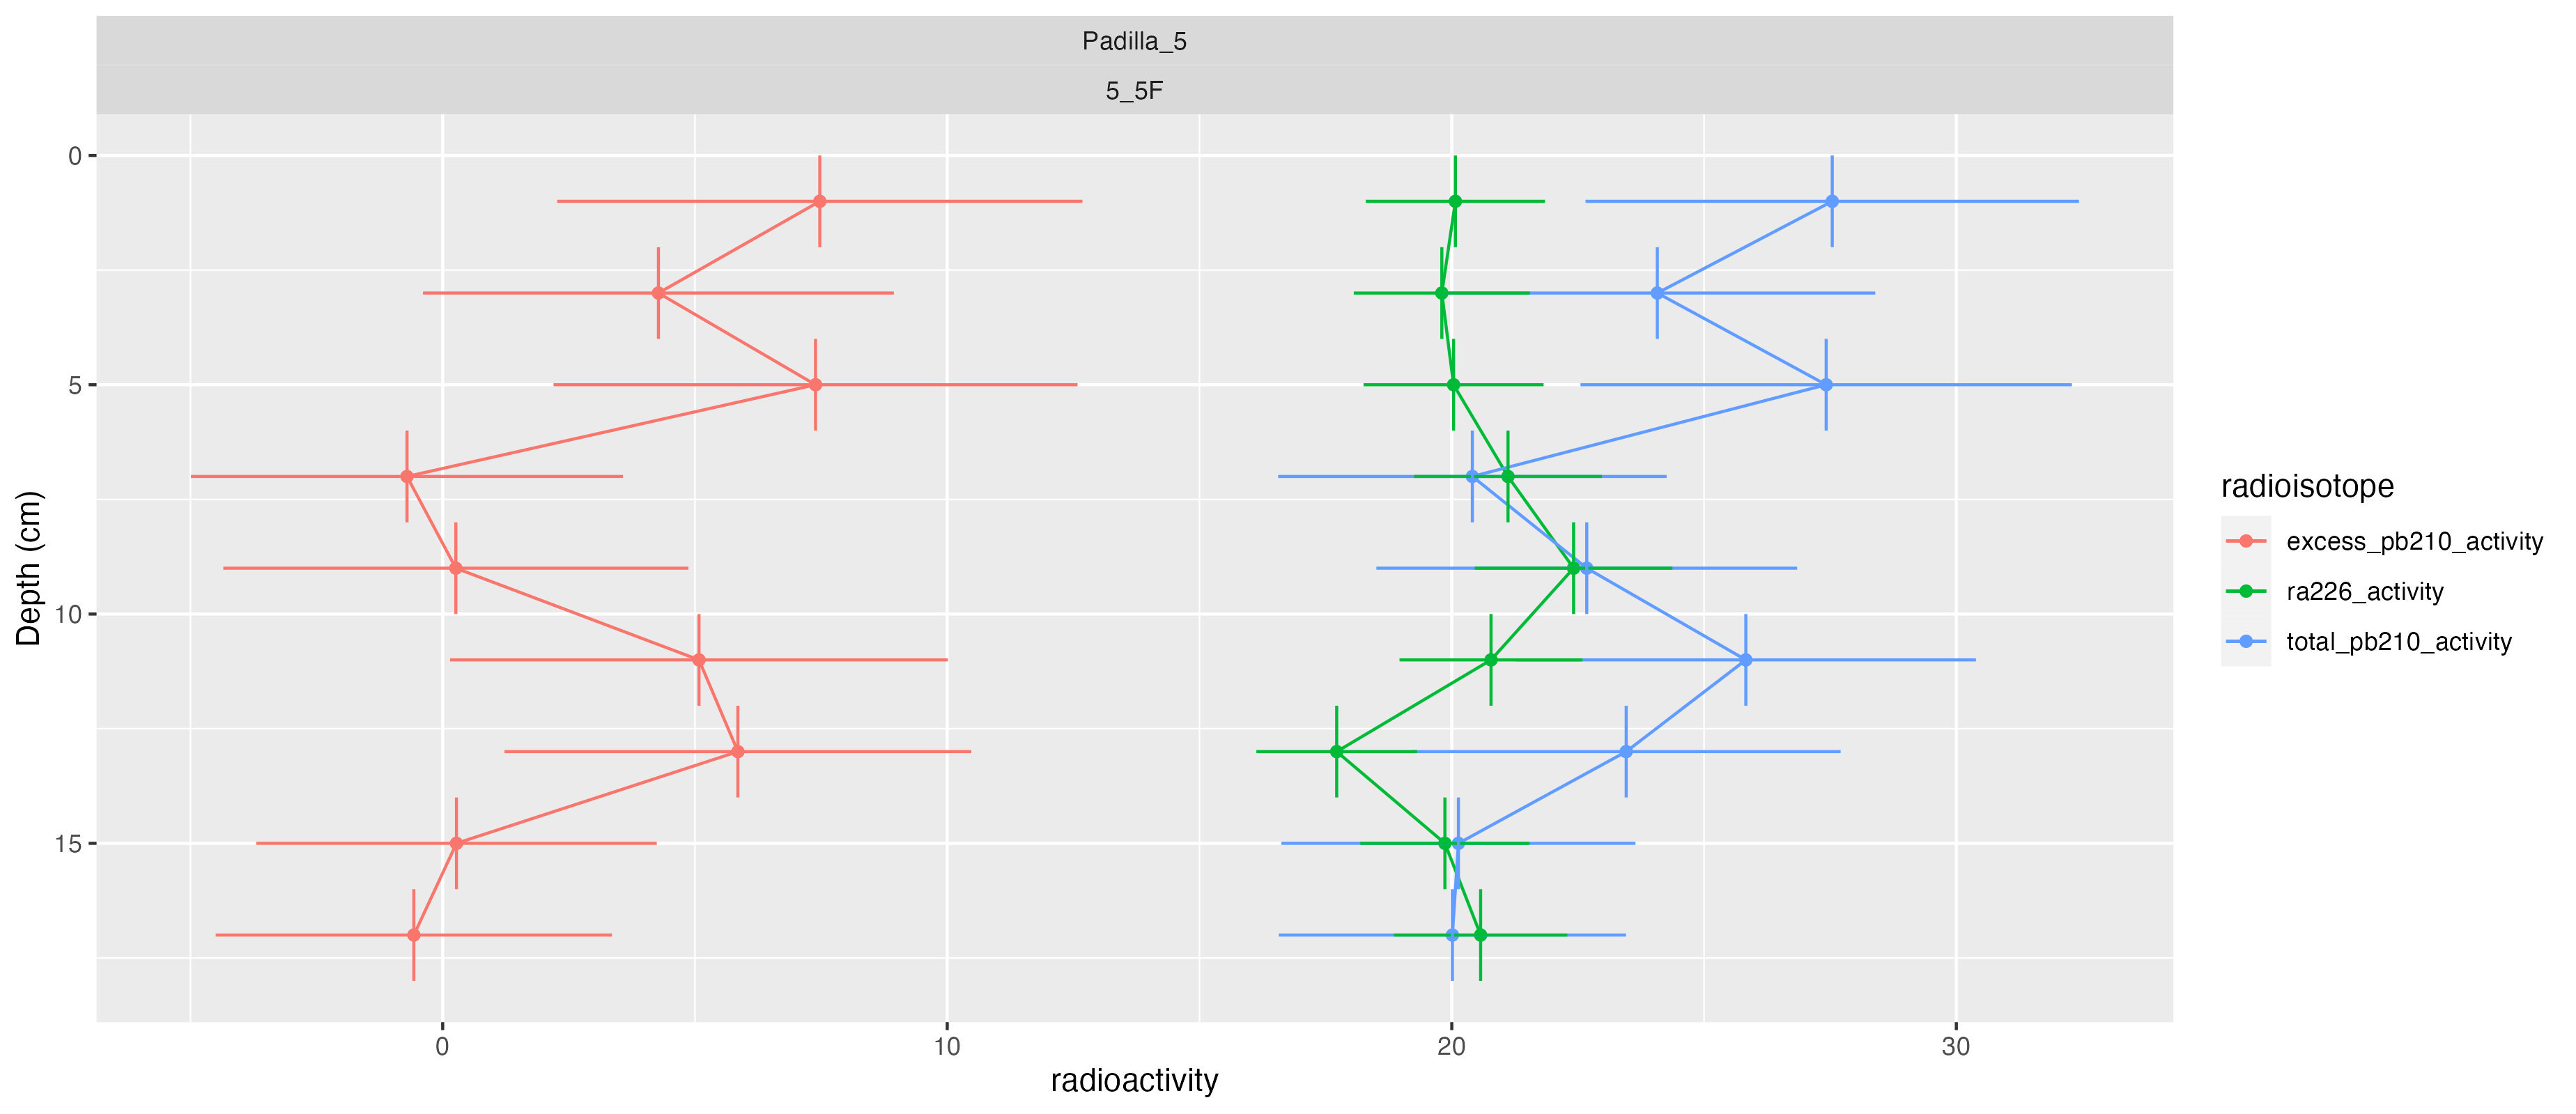 Padilla_5
5_5F
0
5
10
15
Depth (cm)
0 10 20 30
radioactivity
radioisotope
excess_pb210_activity
ra226_activity
total_pb210_activity